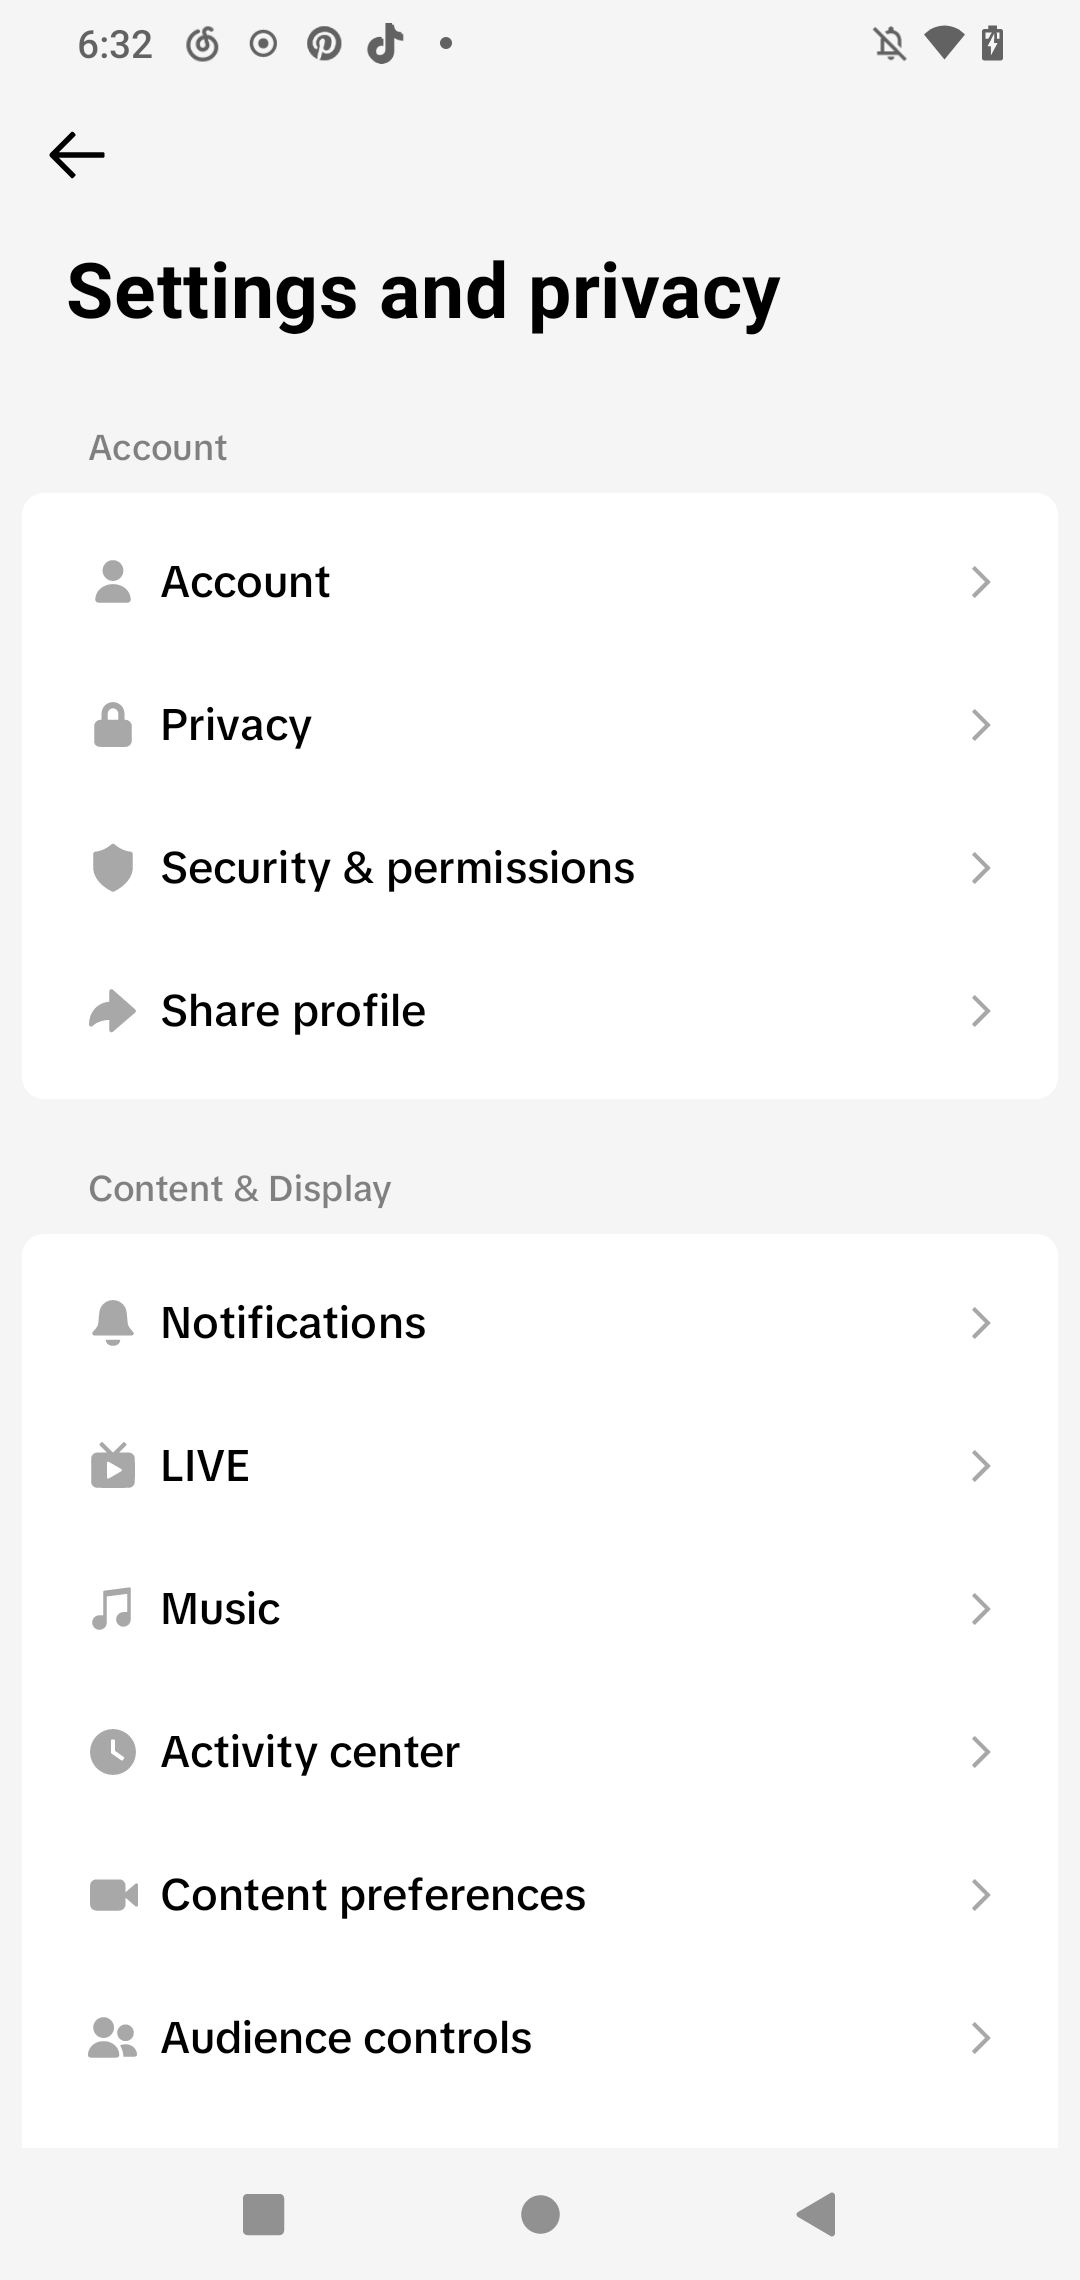 6:32
Settings and privacy
Account
Account
Privacy
Security & permissions
Share profile
Content & Display
Notifications
LIVE
Music
Activity center
Content preferences
Audience controls